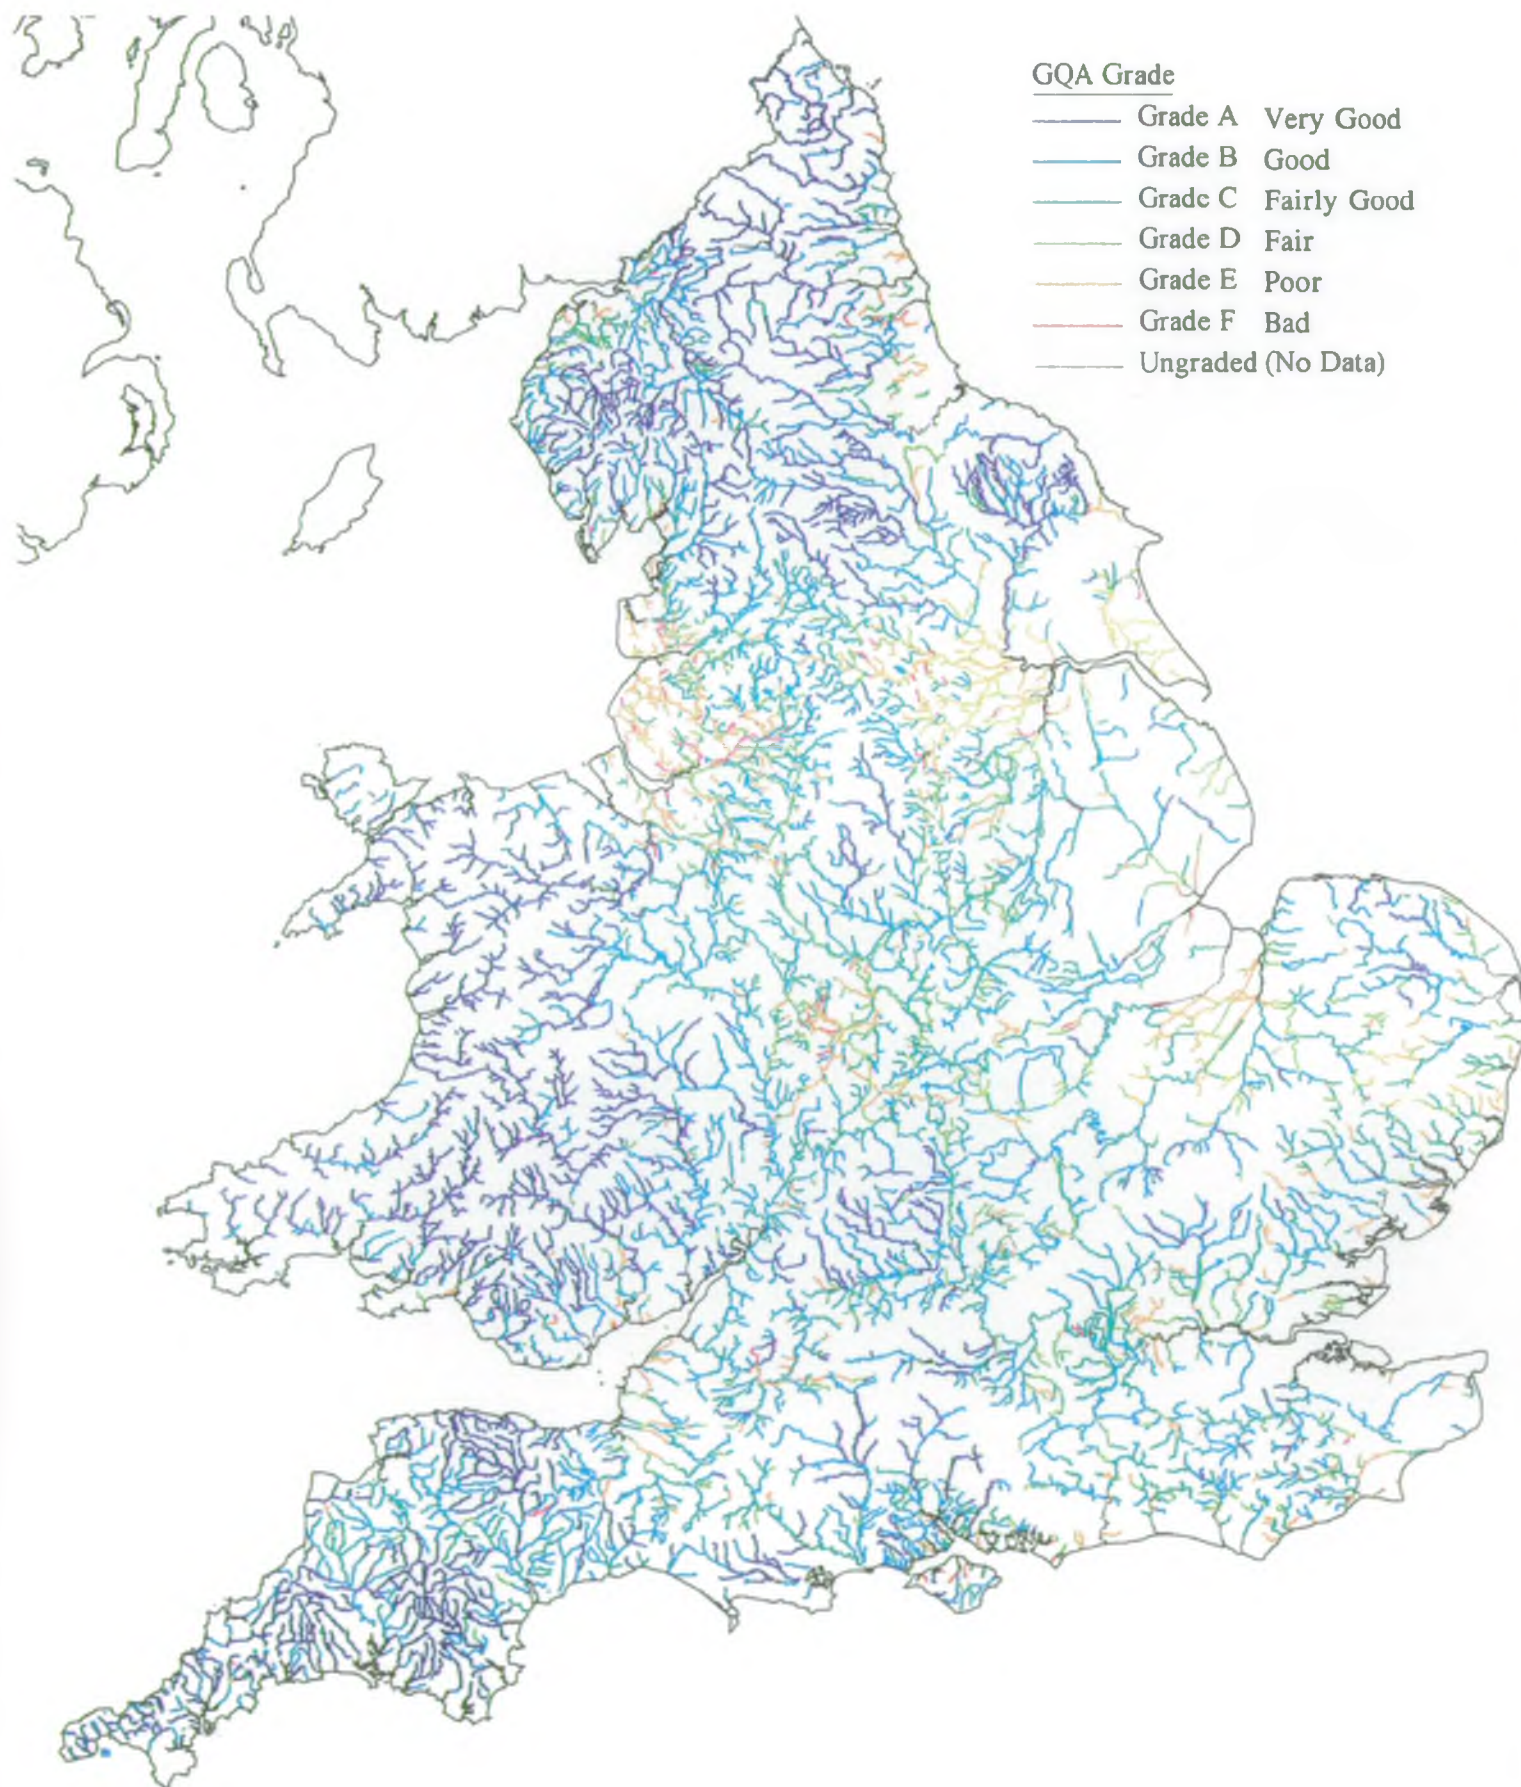 GQA Grade
Grade A Very Good
Grade B Good
Grade C Fairly Good
Grade D Fair
Grade E Poor
Grade F Bad
Ungraded (No Data)